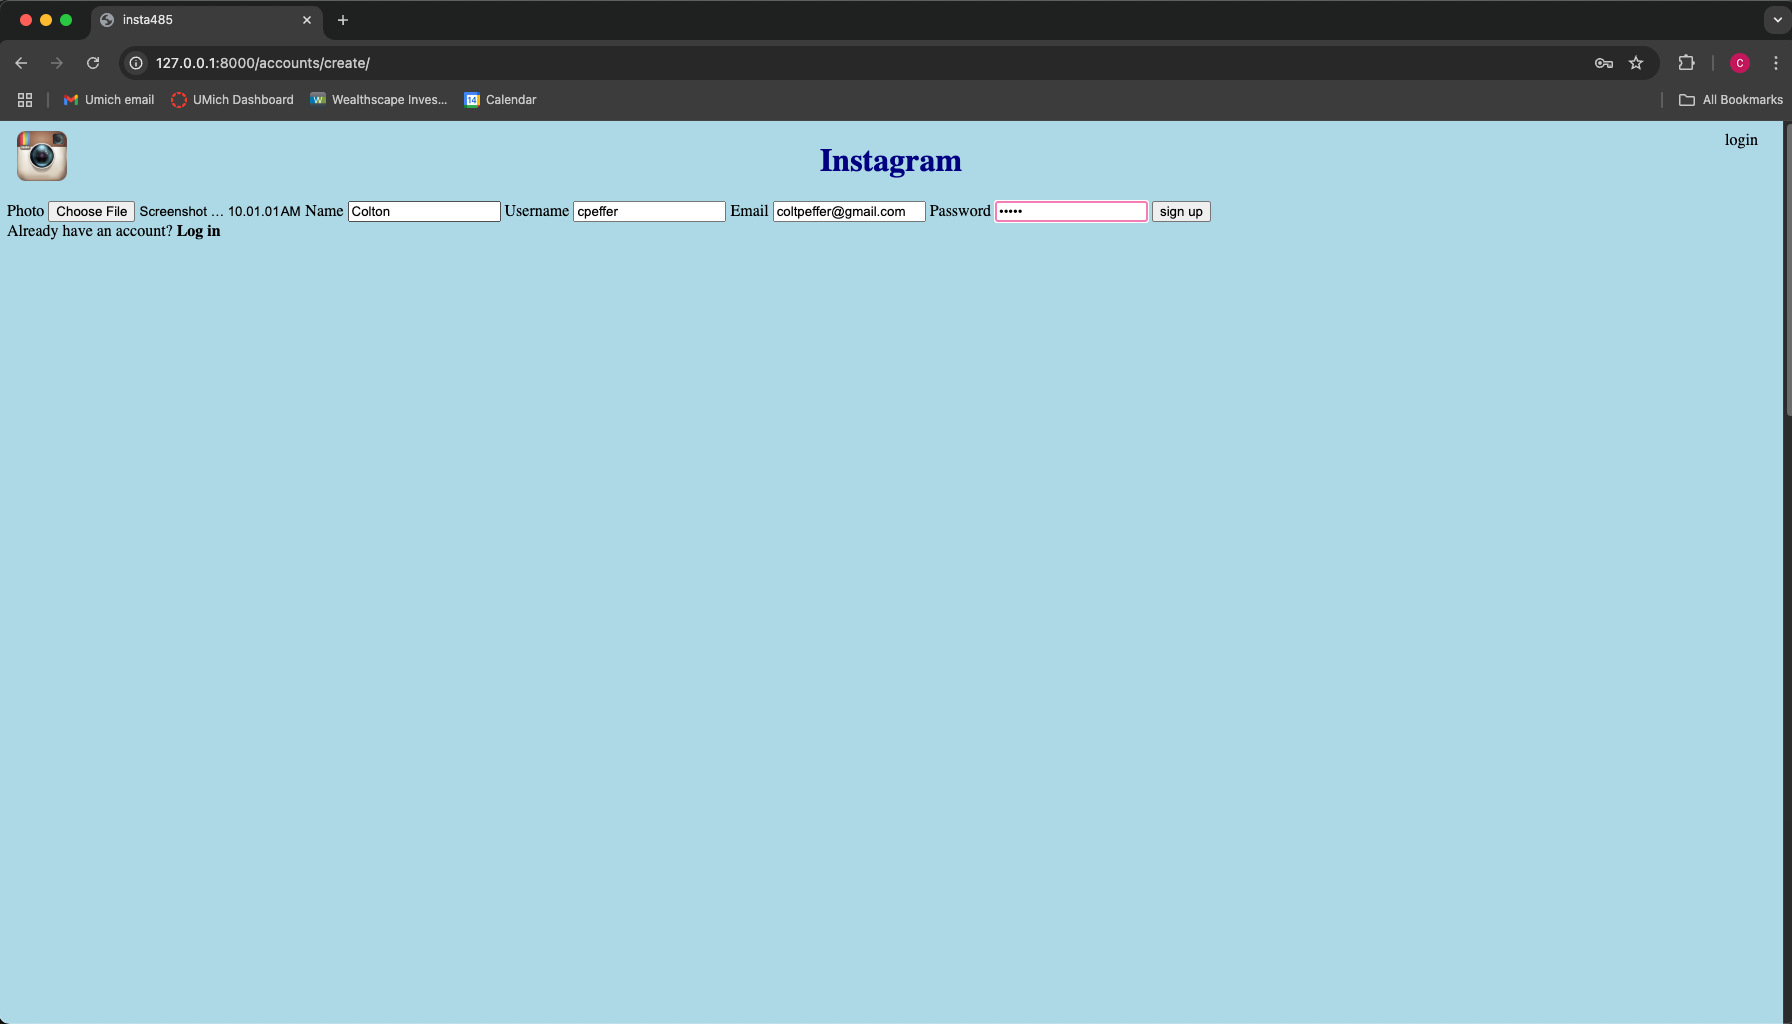 insta485
127.0.0.1:8000/accounts/create/
C
Umich email UMich Dashboard W Wealthscape Inves... 14 Calendar All Bookmarks
login
Instagram
Photo Choose File Screenshot ... 10.01.01 AM Name Colton Username cpeffer Email coltpeffer@gmail.com Password ••••• sign up
Already have an account? Log in